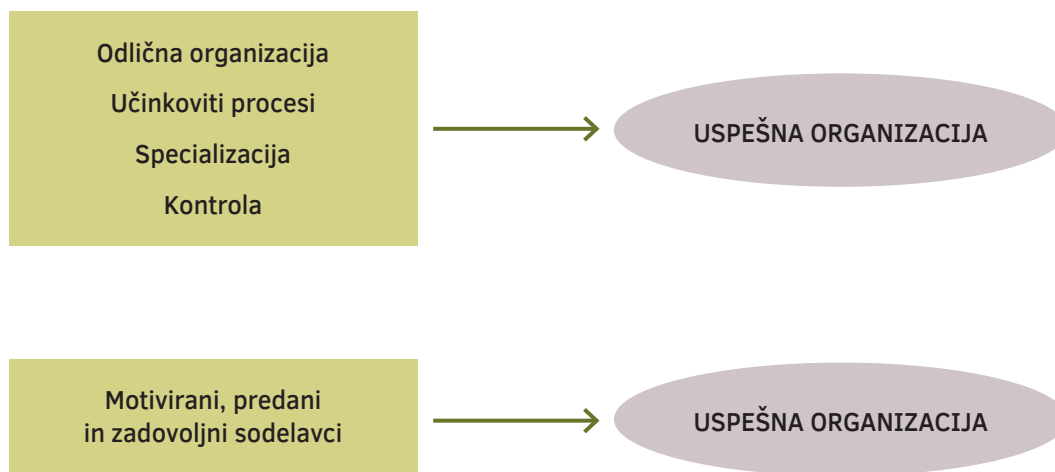 Odlična organizacija
Učinkoviti procesi
Specializacija
Kontrola
USPEŠNA ORGANIZACIJA
Motivirani, predani
in zadovoljni sodelavci
USPEŠNA ORGANIZACIJA